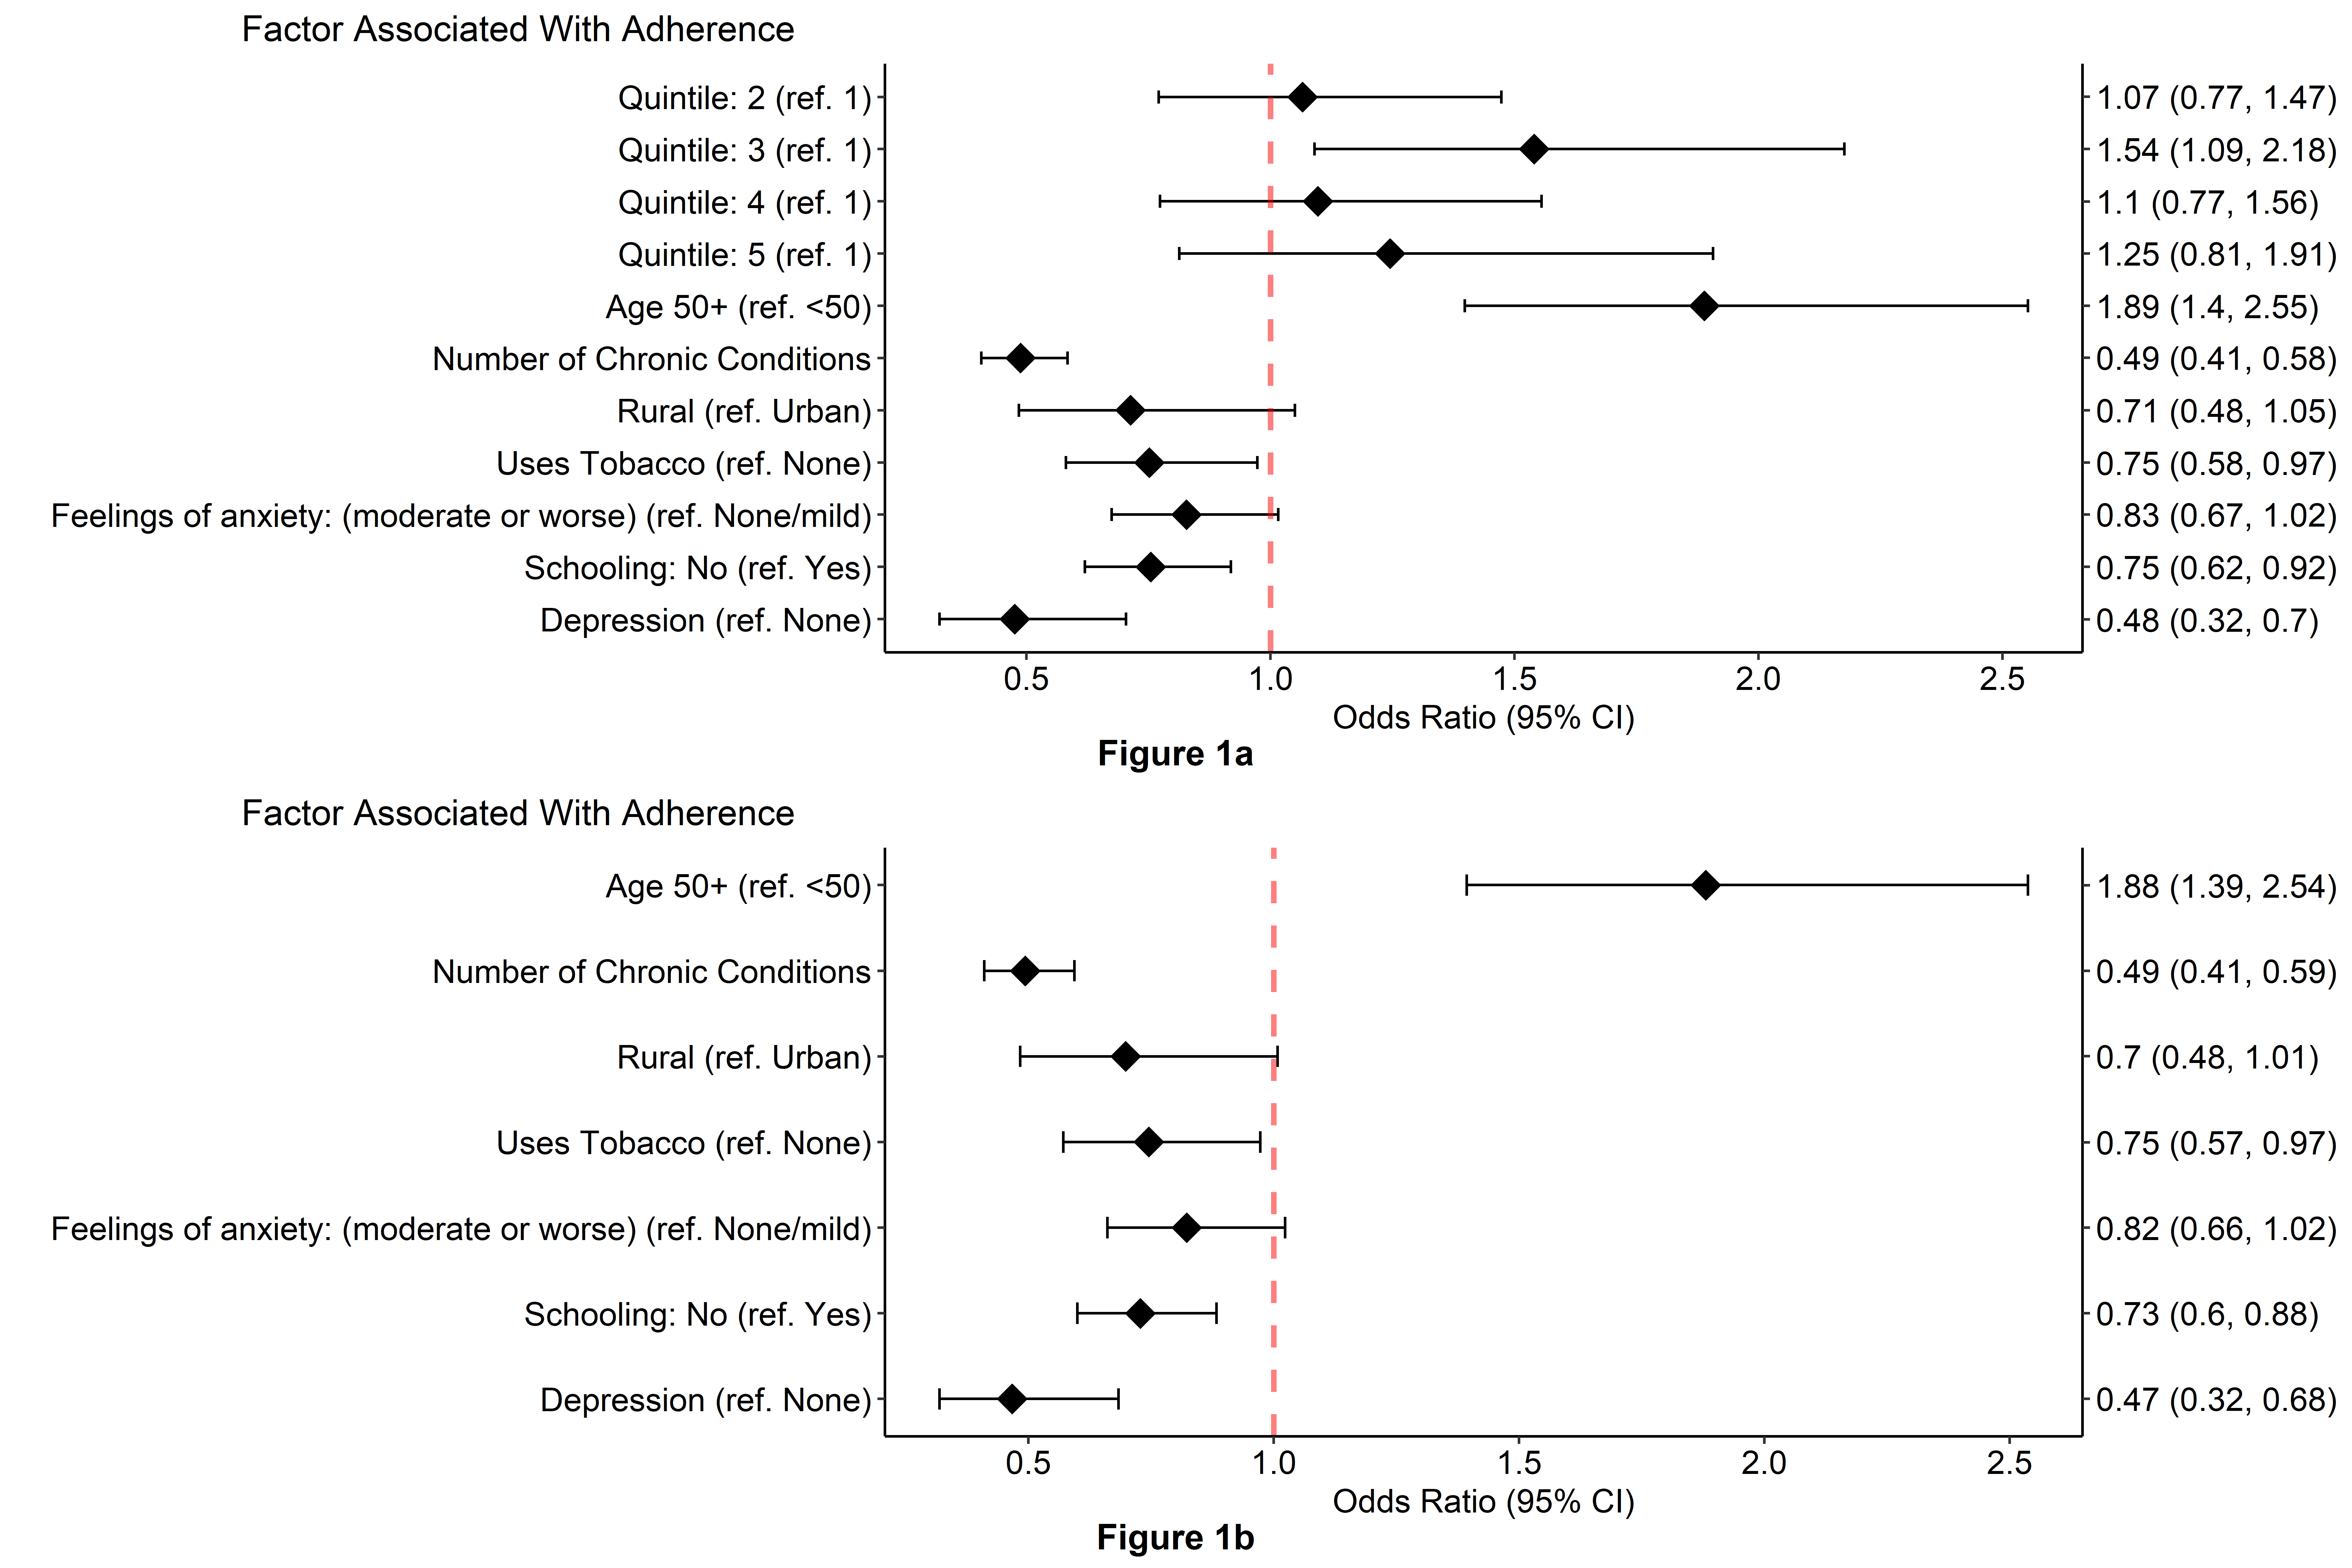 Factor Associated With Adherence
Quintile: 2 (ref. 1) 1.07 (0.77, 1.47)
Quintile: 3 (ref. 1) 1.54 (1.09, 2.18)
Quintile: 4 (ref. 1) 1.1 (0.77, 1.56)
Quintile: 5 (ref. 1) 1.25 (0.81, 1.91)
Age 50+ (ref. <50) 1.89 (1.4, 2.55)
Number of Chronic Conditions 0.49 (0.41, 0.58)
Rural (ref. Urban) 0.71 (0.48, 1.05)
Uses Tobacco (ref. None) 0.75 (0.58, 0.97)
Feelings of anxiety: (moderate or worse) (ref. None/mild) 0.83 (0.67, 1.02)
Schooling: No (ref. Yes) 0.75 (0.62, 0.92)
Depression (ref. None) 0.48 (0.32, 0.7)
0.5 1.0 1.5 2.0 2.5
Odds Ratio (95% CI)
Figure 1a
Factor Associated With Adherence
Age 50+ (ref. <50) 1.88 (1.39, 2.54)
Number of Chronic Conditions 0.49 (0.41, 0.59)
Rural (ref. Urban) 0.7 (0.48, 1.01)
Uses Tobacco (ref. None) 0.75 (0.57, 0.97)
Feelings of anxiety: (moderate or worse) (ref. None/mild) 0.82 (0.66, 1.02)
Schooling: No (ref. Yes) 0.73 (0.6, 0.88)
Depression (ref. None) 0.47 (0.32, 0.68)
0.5 1.0 1.5 2.0 2.5
Odds Ratio (95% CI)
Figure 1b